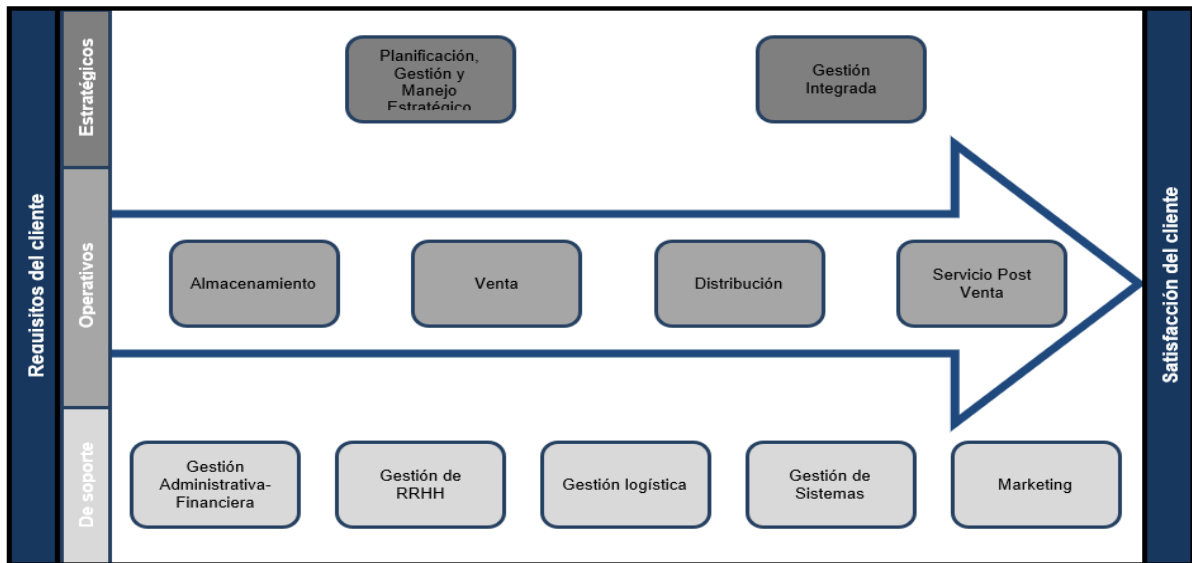 Requisitos del cliente
Estratégicos
Planificación,
Gestión y
Manejo
Estratégico
Gestión
Integrada
Operativos
Almacenamiento
Venta
Distribución
Servicio Post
Venta
De soporte
Gestión
Administrativa-
Financiera
Gestión de
RRHH
Gestión logística
Gestión de
Sistemas
Marketing
Satisfacción del cliente